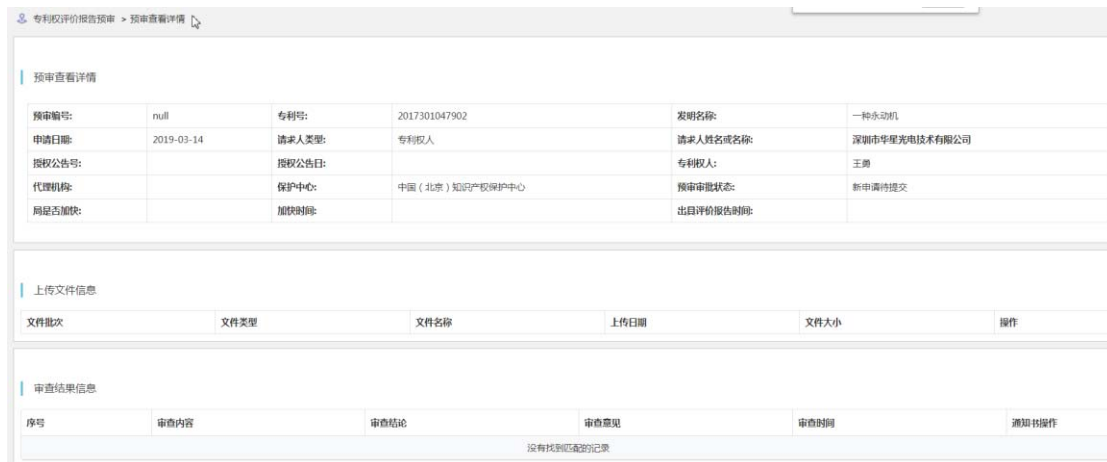 专利权评价报告预审 > 预审查看详情
预审查看详情
预审编号: null 专利号: 2017301047902 发明名称: 一种永动机
申请日期: 2019-03-14 请求人类型: 专利权人 请求人姓名或名称: 深圳市华星光电技术有限公司
授权公告号: 授权公告日: 专利权人: 王勇
代理机构: 保护中心: 中国(北京)知识产权保护中心 预审审批状态: 新申请待提交
局是否加快: 加快时间: 出具评价报告时间:
上传文件信息
文件批次 文件类型 文件名称 上传日期 文件大小 操作
审查结果信息
序号 审查内容 审查结论 审查意见 审查时间 通知书操作
没有找到匹配的记录